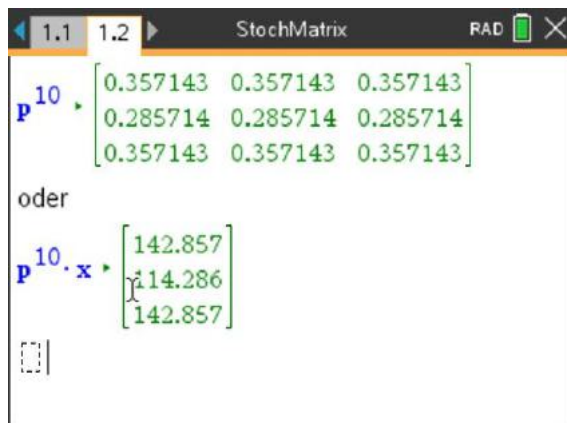 1.1 1.2 StochMatrix RAD
p^10 ▸ [0.357143 0.357143 0.357143
0.285714 0.285714 0.285714
0.357143 0.357143 0.357143]
oder
p^10 · x ▸ [142.857
114.286
142.857]